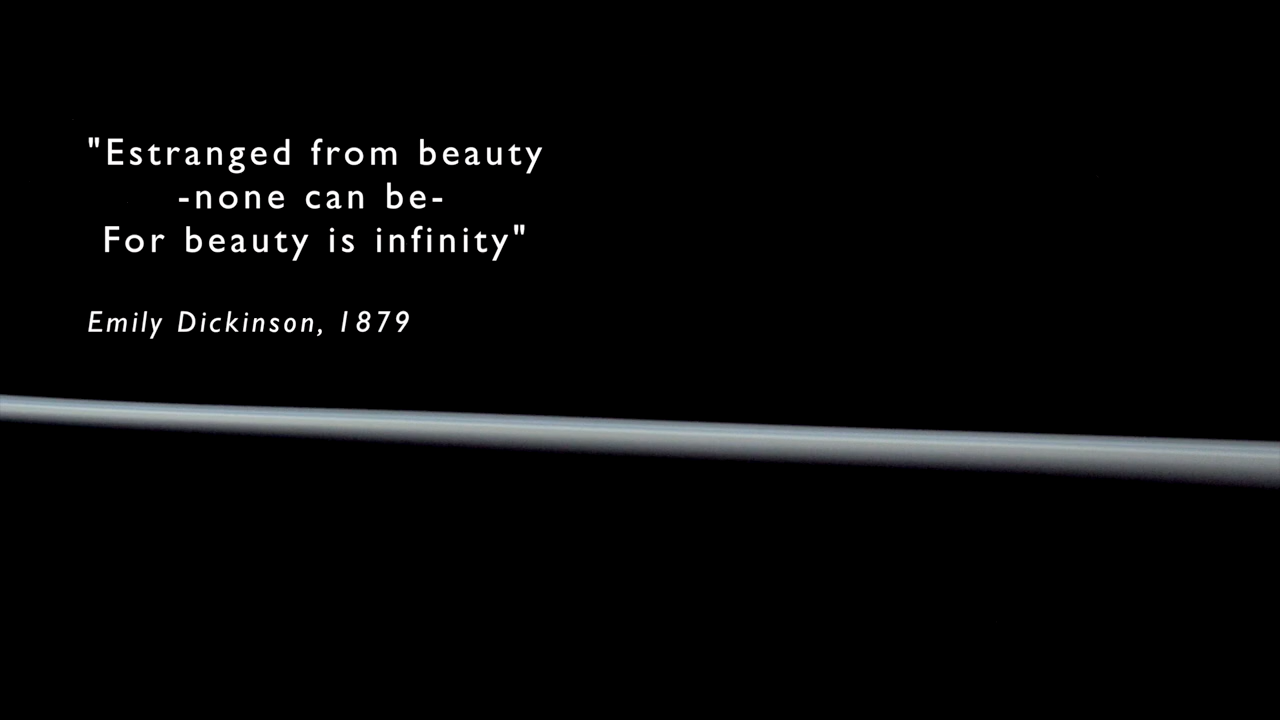 "Estranged from beauty
-none can be-
For beauty is infinity"
Emily Dickinson, 1879